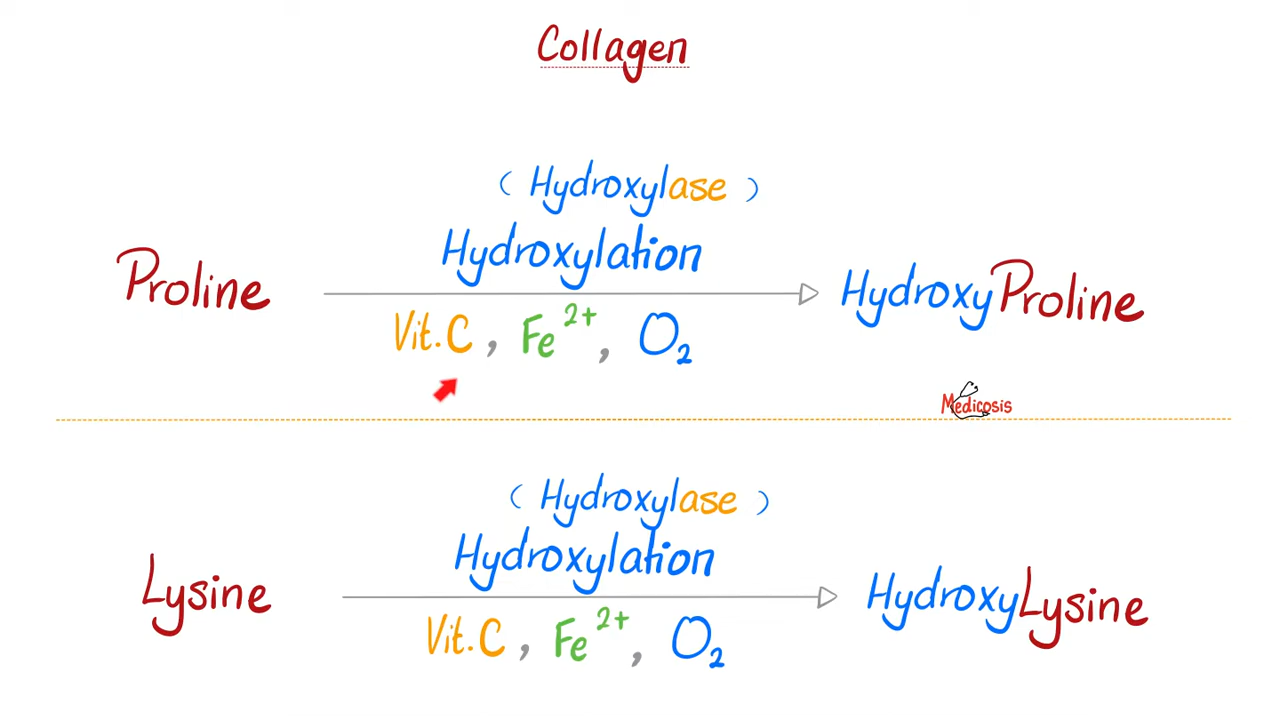 Collagen
( Hydroxylase )
Hydroxylation
Proline
HydroxyProline
Vit. C , Fe²⁺ , O₂
Medicosis
( Hydroxylase )
Hydroxylation
Lysine
HydroxyLysine
Vit. C , Fe²⁺ , O₂